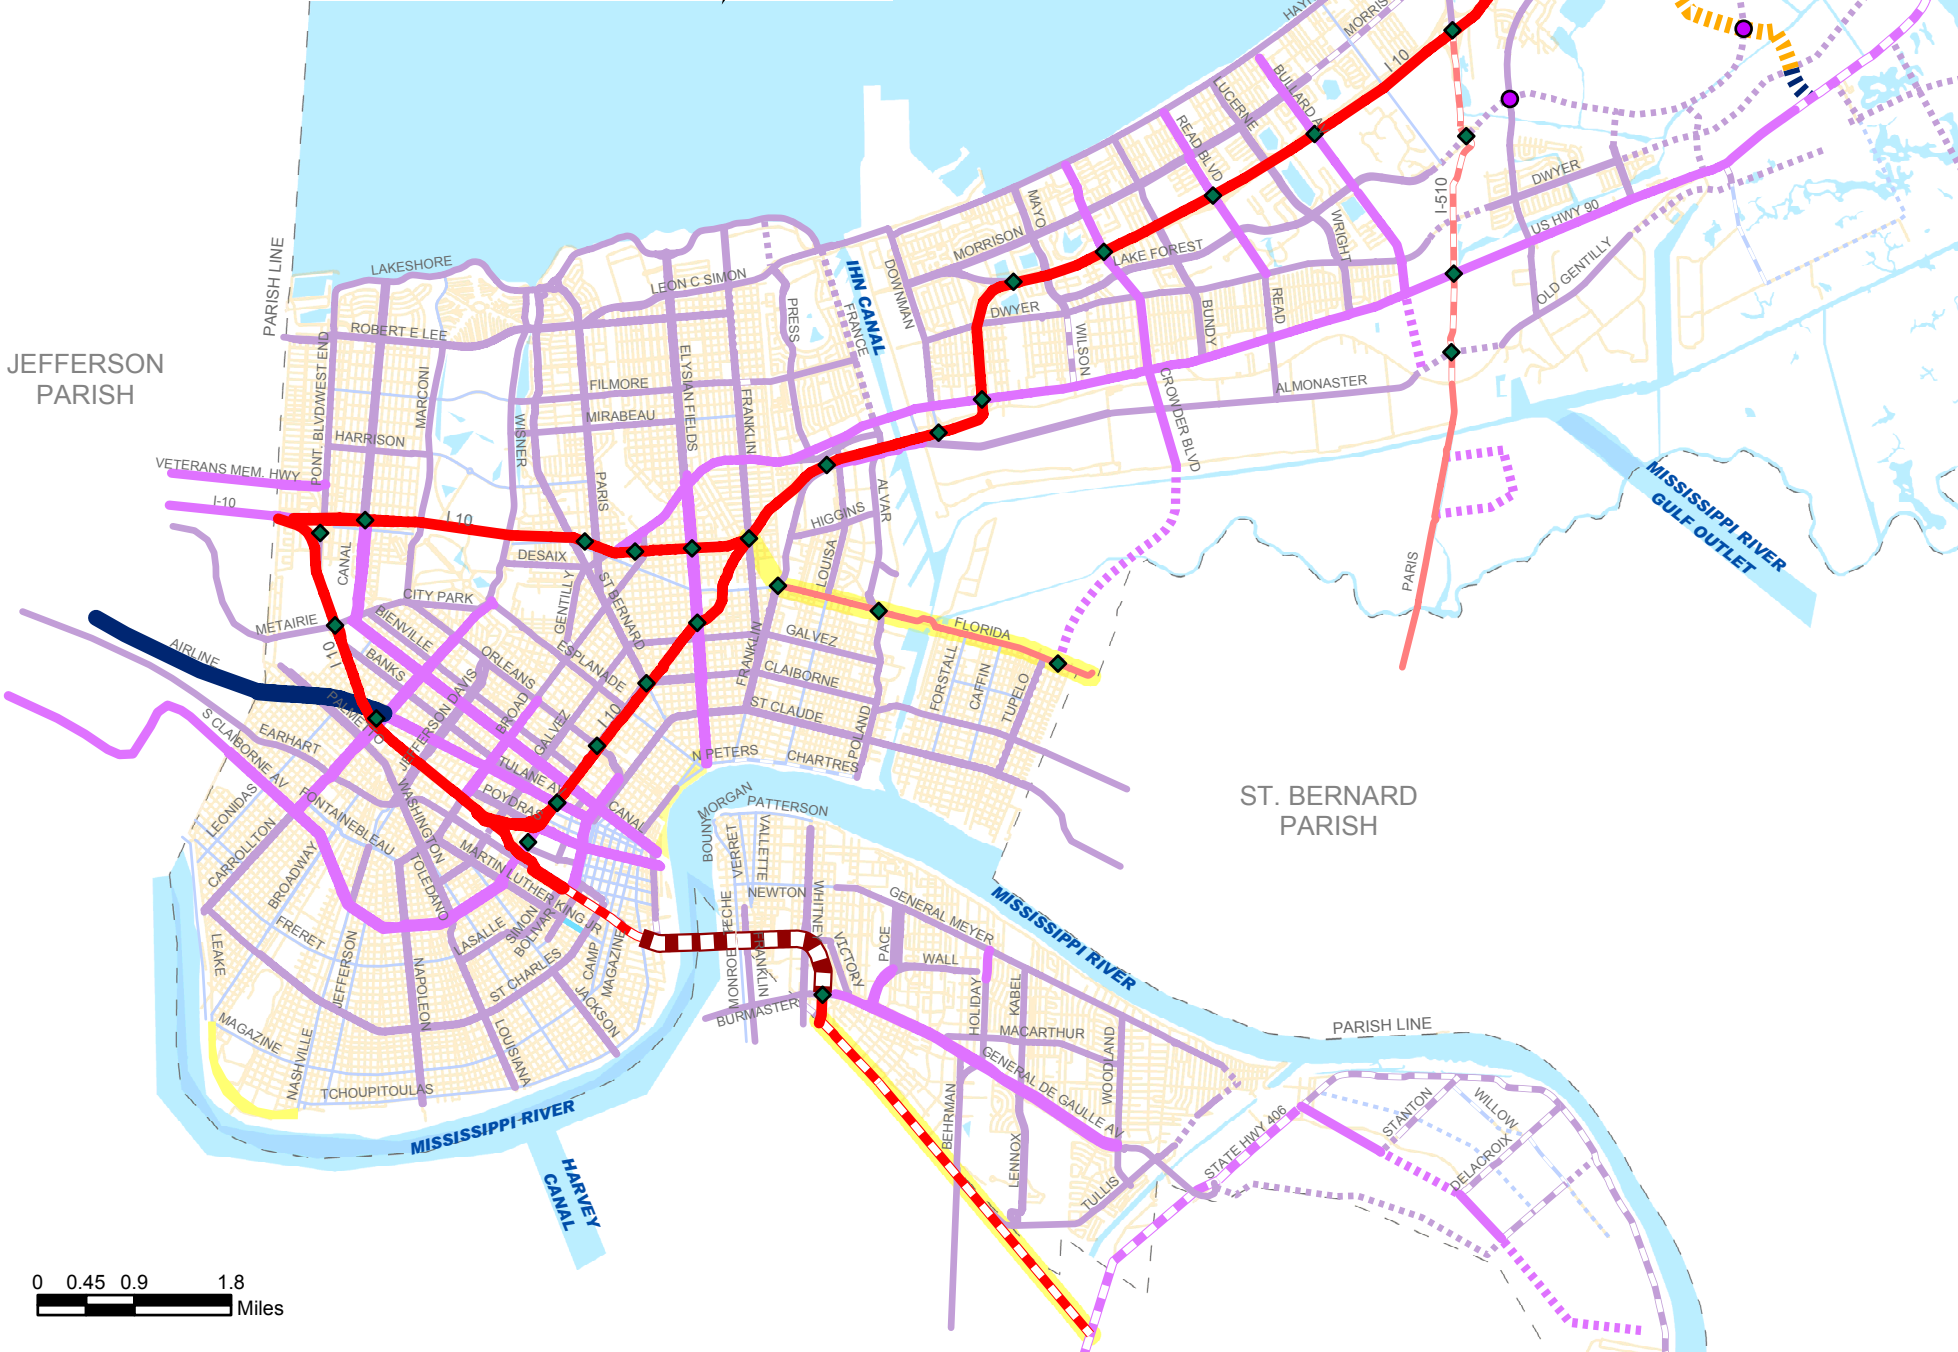 HAYN
MORRIS
I 10
BULLARD AV
LUCERNE
READ BLVD
I-510
DWYER
US HWY 90
OLD GENTILLY
WRIGHT
MAYO
MORRISON
LAKE FOREST
DOWNMAN
DWYER
WILSON
BUNDY
READ
ALMONASTER
CROWDER BLVD
IHN CANAL
FRANCE
PRESS
LEON C SIMON
LAKESHORE
PARISH LINE
ROBERT E LEE
JEFFERSON
PARISH
PONT. BLVD/WEST END
MARCONI
HARRISON
WISNER
FILMORE
MIRABEAU
ELYSIAN FIELDS
FRANKLIN
PARIS
VETERANS MEM. HWY
I-10
I 10
CANAL
DESAIX
GENTILLY
ST BERNARD
HIGGINS
ALVAR
LOUISA
CITY PARK
METAIRIE
I 10
AIRLINE
BIENVILLE
BANKS
ORLEANS
ESPLANADE
GALVEZ
FRANKLIN
CLAIBORNE
ST CLAUDE
FLORIDA
FORSTALL
CAFFIN
TUPELO
PARIS
MISSISSIPPI RIVER
GULF OUTLET
PALMETTO
JEFFERSON DAVIS
BROAD
GALVEZ
I 10
S CLAIBORNE AV
EARHART
TULANE AV
POYDRAS
CANAL
N PETERS
CHARTRES
POLAND
ST. BERNARD
PARISH
LEONIDAS
FONTAINEBLEAU
WASHINGTON
CARROLLTON
BROADWAY
TOLEDANO
MARTIN LUTHER KING JR
MORGAN
PATTERSON
BOUNY
VERRET
VALLETTE
NEWTON
WHITNEY
GENERAL MEYER
MISSISSIPPI RIVER
FRERET
LEAKE
JEFFERSON
NAPOLEON
LASALLE
SIMON
BOLIVAR
ST CHARLES
CAMP
MAGAZINE
JACKSON
MONROE
TECHE
FRANKLIN
VICTORY
PACE
WALL
HOLIDAY
KABEL
BURMASTER
MACARTHUR
WOODLAND
GENERAL DE GAULLE AV
PARISH LINE
MAGAZINE
NASHVILLE
LOUISIANA
TCHOUPITOULAS
MISSISSIPPI RIVER
HARVEY
CANAL
BEHRMAN
LENNOX
TULLIS
STATE HWY 406
STANTON
WILLOW
DELACROIX
0 0.45 0.9 1.8
Miles